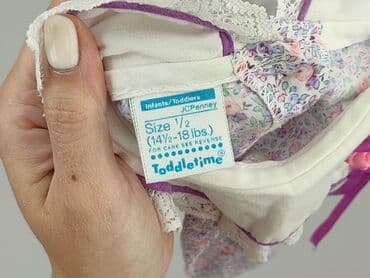 Infants/Toddlers
JCPenney
Size 1/2
(14½-18 lbs.)
FOR CARE SEE REVERSE
Toddletime®